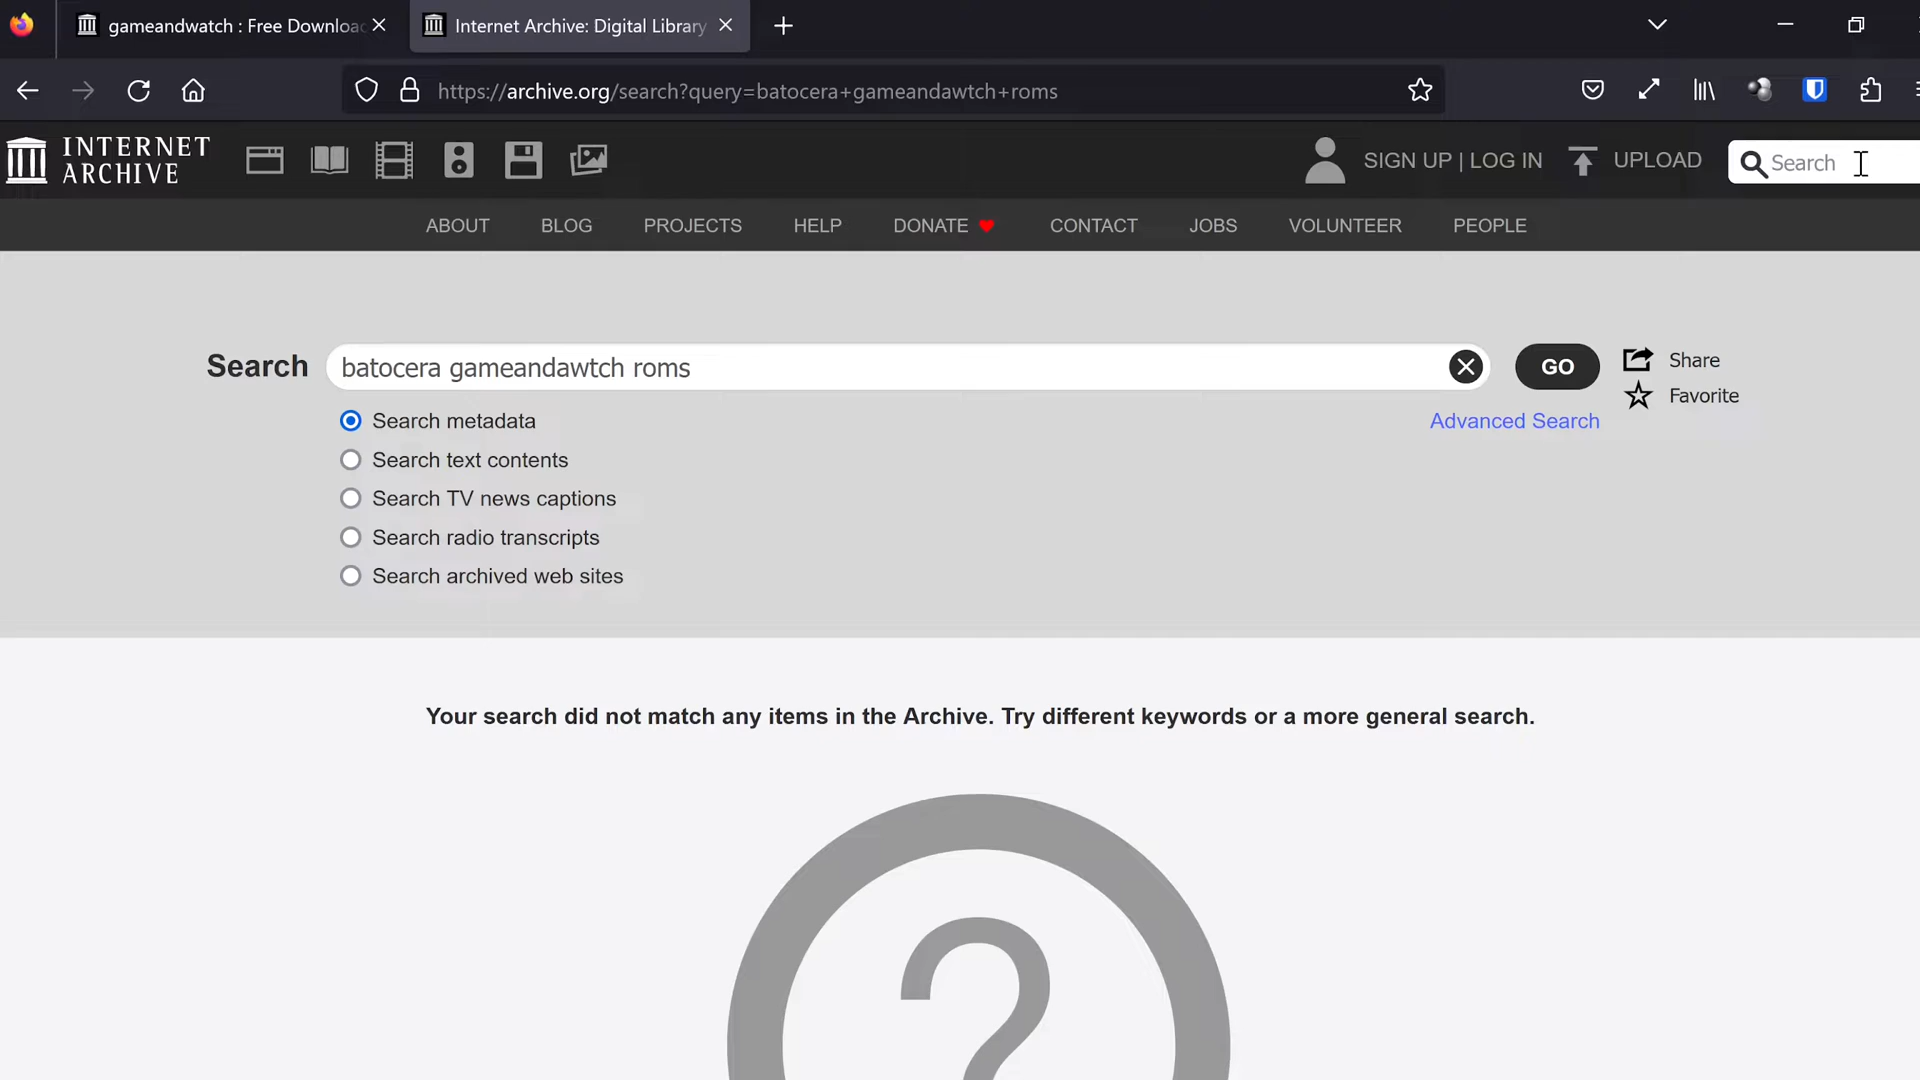 gameandwatch : Free Downloa
Internet Archive: Digital Library
https://archive.org/search?query=batocera+gameandawtch+roms
INTERNET
ARCHIVE
SIGN UP | LOG IN
UPLOAD
Search
ABOUT
BLOG
PROJECTS
HELP
DONATE
CONTACT
JOBS
VOLUNTEER
PEOPLE
Search
batocera gameandawtch roms
GO
Share
Favorite
Search metadata
Advanced Search
Search text contents
Search TV news captions
Search radio transcripts
Search archived web sites
Your search did not match any items in the Archive. Try different keywords or a more general search.
?